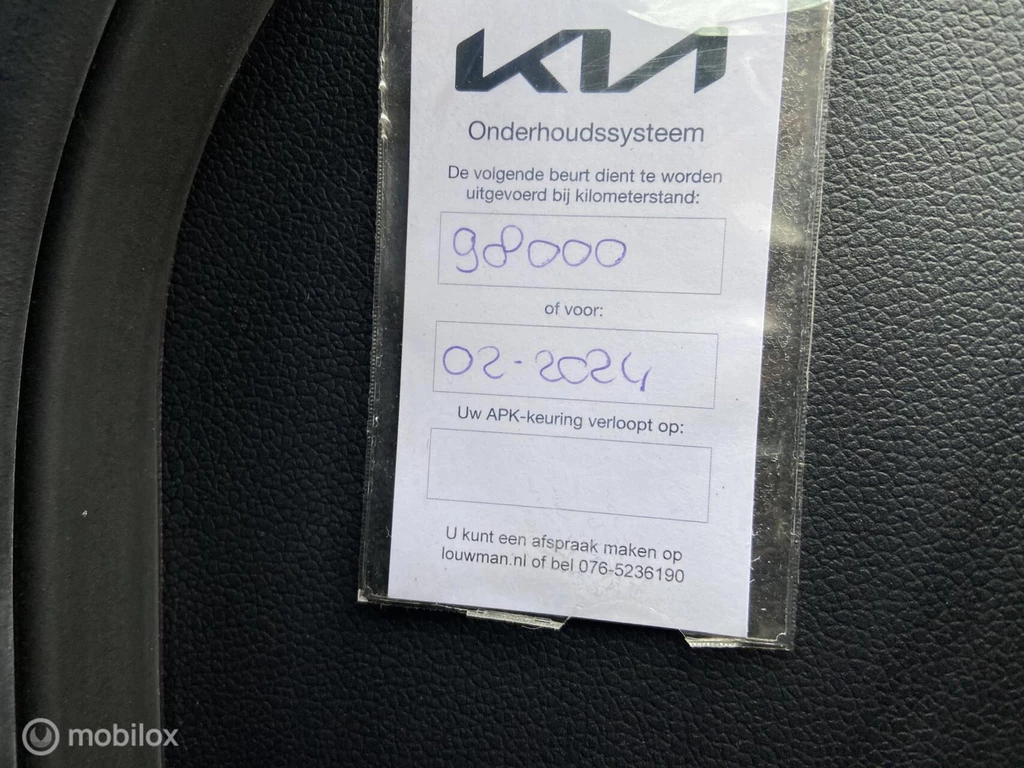 KIA
Onderhoudssysteem
De volgende beurt dient te worden
uitgevoerd bij kilometerstand:
98000
of voor:
02-2024
Uw APK-keuring verloopt op:
U kunt een afspraak maken op
louwman.nl of bel 076-5236190
mobilox